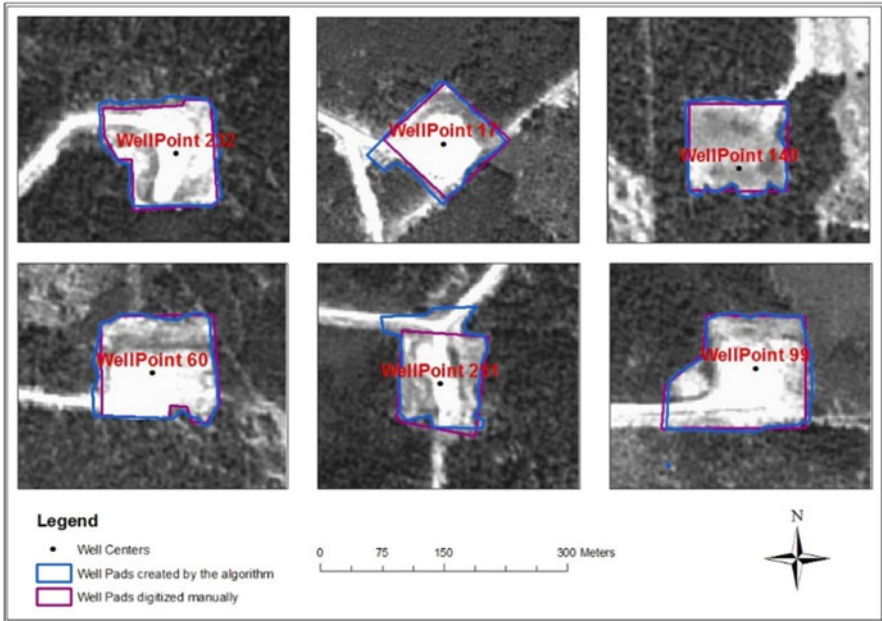 WellPoint 232
WellPoint 17
WellPoint 140
WellPoint 60
WellPoint 261
WellPoint 99
Legend
Well Centers
Well Pads created by the algorithm
Well Pads digitized manually
0 75 150 300 Meters
N